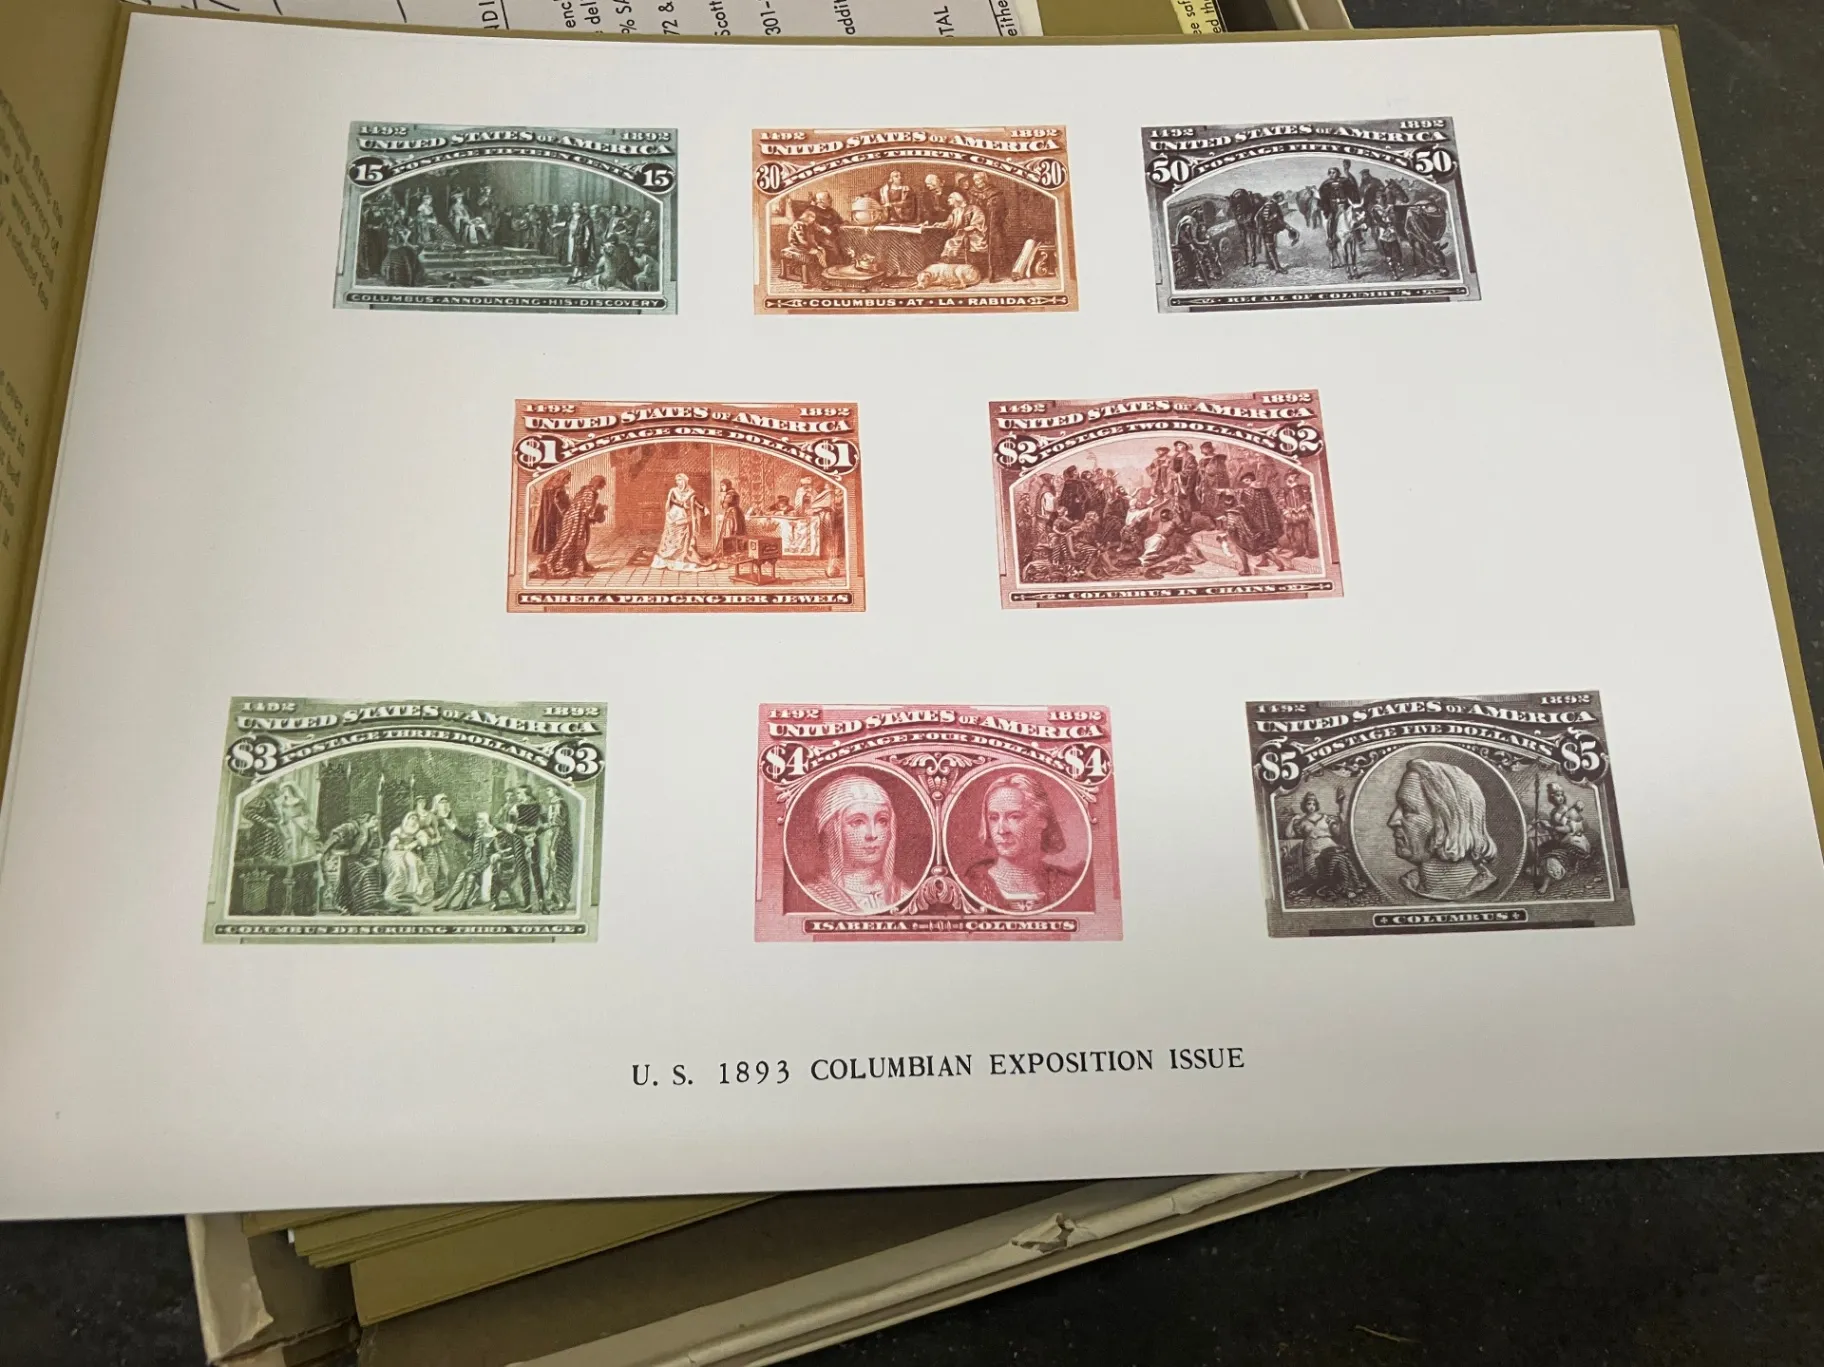 1492 1892
UNITED STATES OF AMERICA
POSTAGE FIFTEEN CENTS
15 15
COLUMBUS · ANNOUNCING · HIS · DISCOVERY
1492 1892
UNITED STATES OF AMERICA
POSTAGE THIRTY CENTS
30 30
COLUMBUS · AT · LA · RABIDA
1492 1892
UNITED STATES OF AMERICA
POSTAGE FIFTY CENTS
50 50
RECALL OF COLUMBUS
1492 1892
UNITED STATES OF AMERICA
POSTAGE ONE DOLLAR
$1 $1
ISABELLA PLEDGING HER JEWELS
1492 1892
UNITED STATES OF AMERICA
POSTAGE TWO DOLLARS
$2 $2
COLUMBUS IN CHAINS
1492 1892
UNITED STATES OF AMERICA
POSTAGE THREE DOLLARS
$3 $3
· COLUMBUS DESCRIBING THIRD VOYAGE ·
1492 1892
UNITED STATES OF AMERICA
POSTAGE FOUR DOLLARS
$4 $4
ISABELLA COLUMBUS
1492 1892
UNITED STATES OF AMERICA
POSTAGE FIVE DOLLARS
$5 $5
COLUMBUS
U. S. 1893 COLUMBIAN EXPOSITION ISSUE